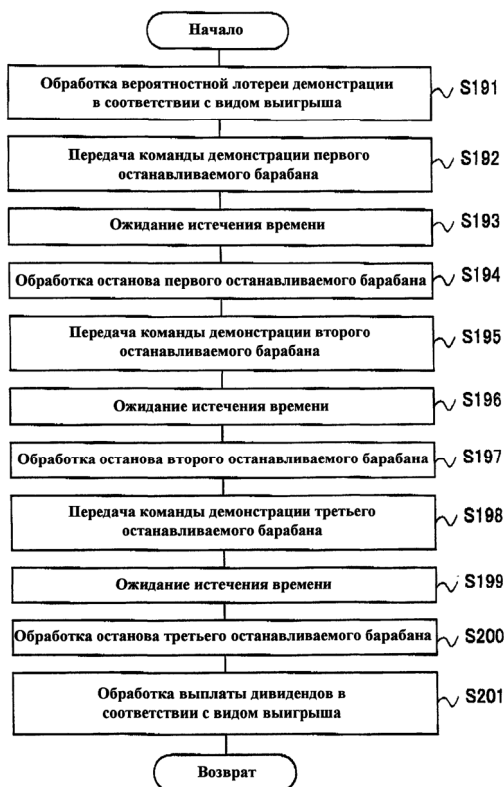 Начало
Обработка вероятностной лотереи демонстрации
в соответствии с видом выигрыша
S191
Передача команды демонстрации первого
останавливаемого барабана
S192
Ожидание истечения времени
S193
Обработка останова первого останавливаемого барабана
S194
Передача команды демонстрации второго
останавливаемого барабана
S195
Ожидание истечения времени
S196
Обработка останова второго останавливаемого барабана
S197
Передача команды демонстрации третьего
останавливаемого барабана
S198
Ожидание истечения времени
S199
Обработка останова третьего останавливаемого барабана
S200
Обработка выплаты дивидендов в
соответствии с видом выигрыша
S201
Возврат